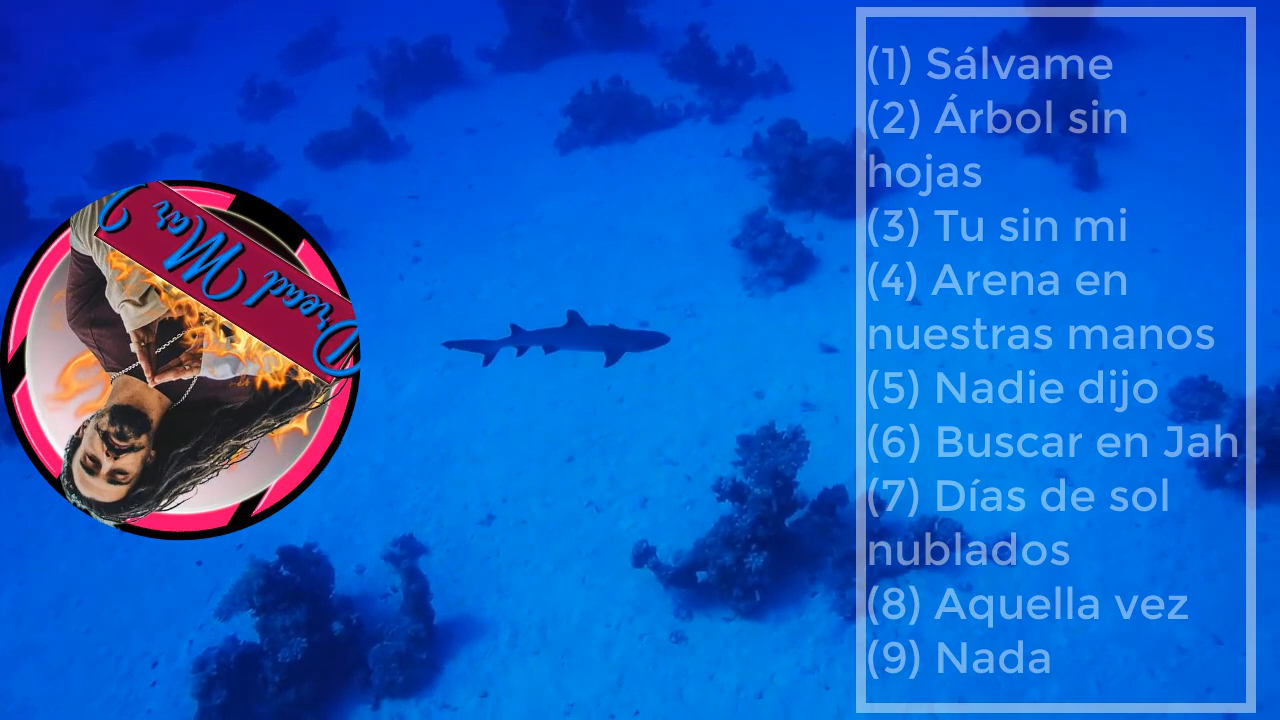 Dread Mar I
(1) Sálvame
(2) Árbol sin
hojas
(3) Tu sin mi
(4) Arena en
nuestras manos
(5) Nadie dijo
(6) Buscar en Jah
(7) Días de sol
nublados
(8) Aquella vez
(9) Nada